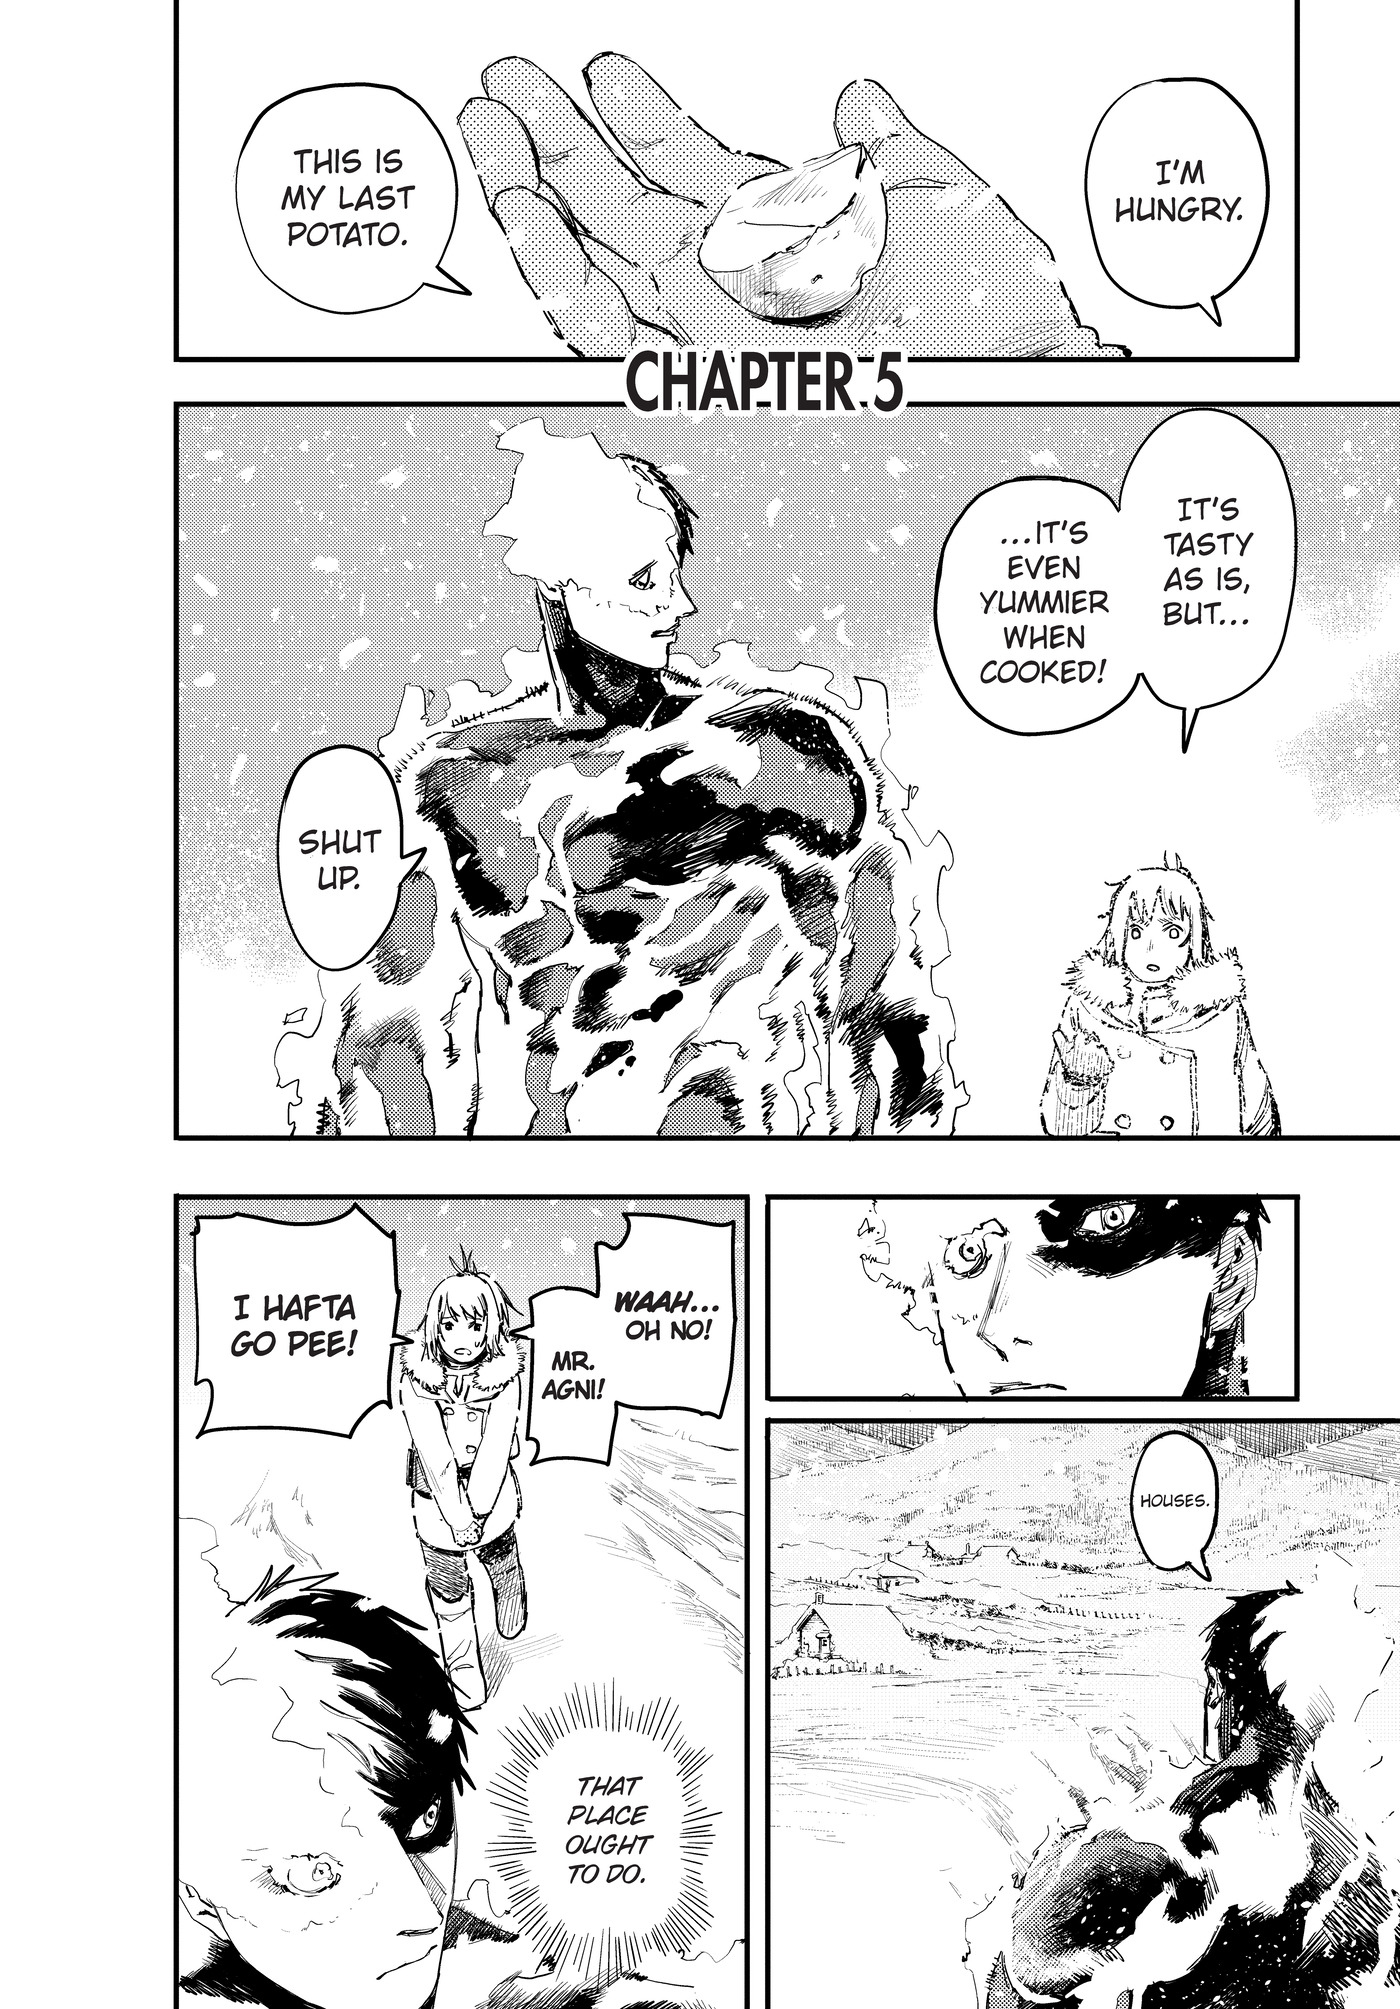 I'M
HUNGRY.
THIS IS
MY LAST
POTATO.
CHAPTER 5
IT'S
TASTY
AS IS,
BUT...
...IT'S
EVEN
YUMMIER
WHEN
COOKED!
SHUT
UP.
HOUSES.
WAAH...
OH NO!
MR.
AGNI!
I HAFTA
GO PEE!
THAT
PLACE
OUGHT
TO DO.